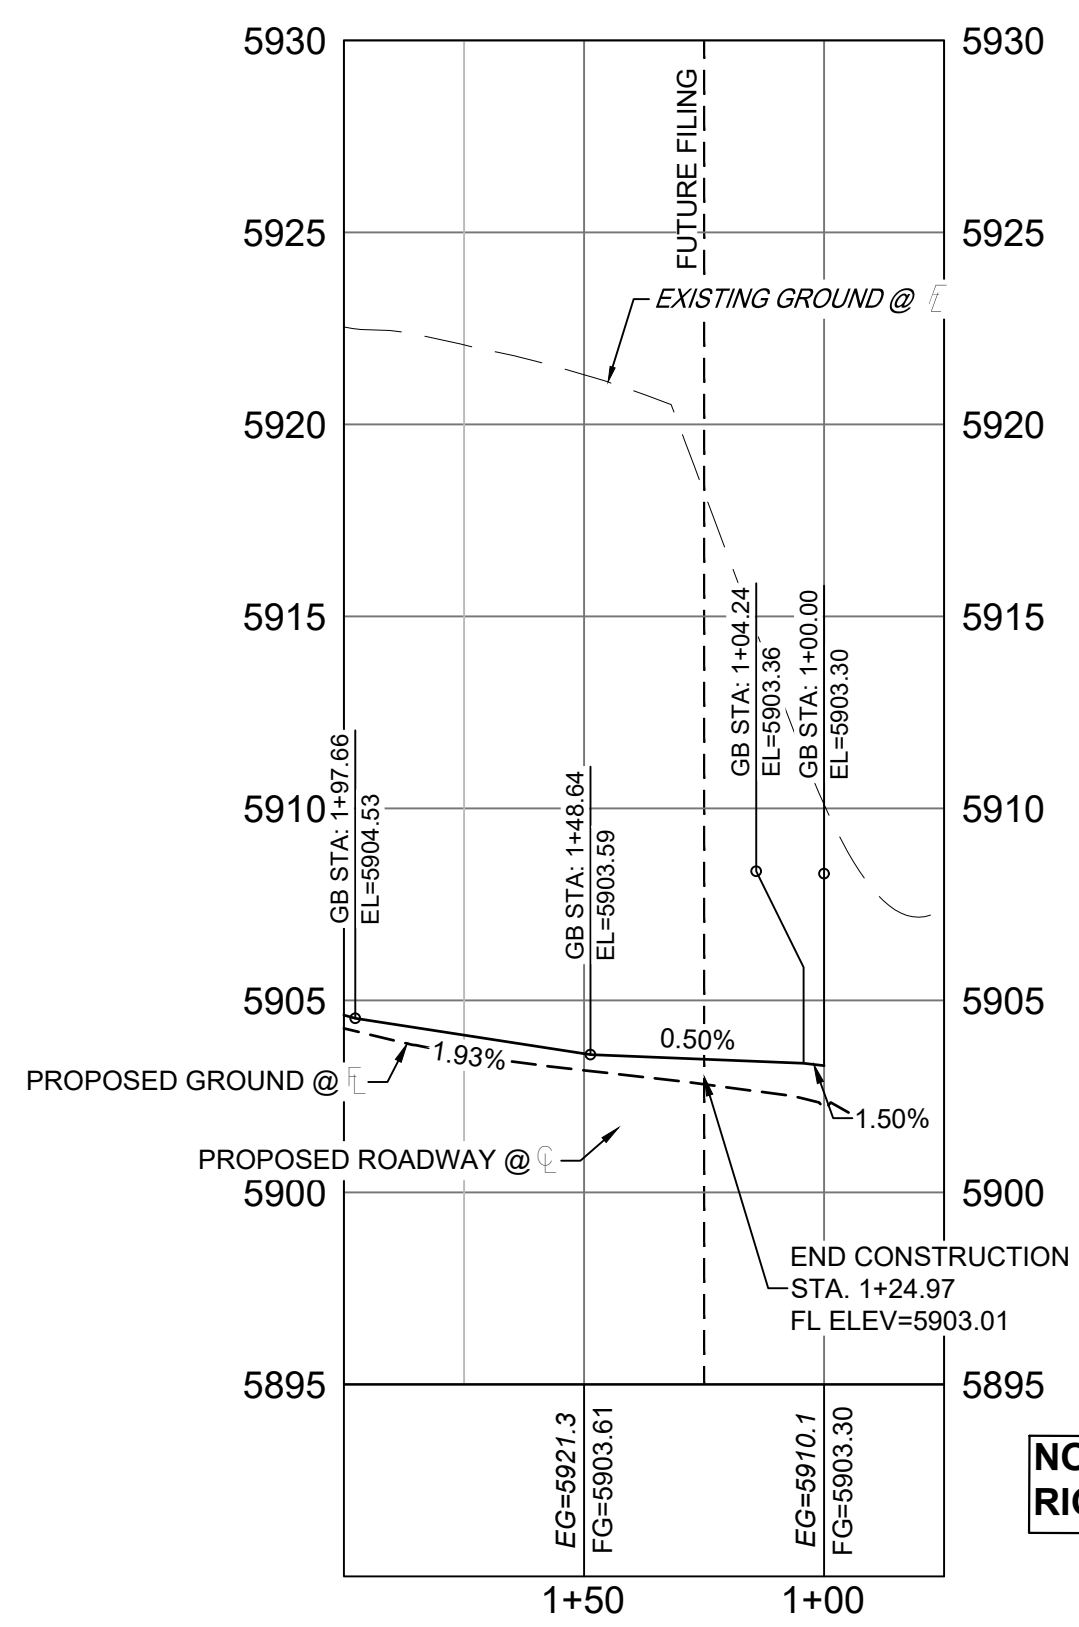 5930
5930
FUTURE FILING
5925
5925
EXISTING GROUND @ FL
5920
5920
5915
5915
GB STA: 1+04.24
EL=5903.36
GB STA: 1+00.00
EL=5903.30
GB STA: 1+97.66
EL=5904.53
GB STA: 1+48.64
EL=5903.59
5910
5910
5905
5905
0.50%
1.93%
PROPOSED GROUND @ FL
1.50%
PROPOSED ROADWAY @ CL
5900
5900
END CONSTRUCTION
STA. 1+24.97
FL ELEV=5903.01
5895
5895
EG=5921.3
FG=5903.61
EG=5910.1
FG=5903.30
1+50
1+00